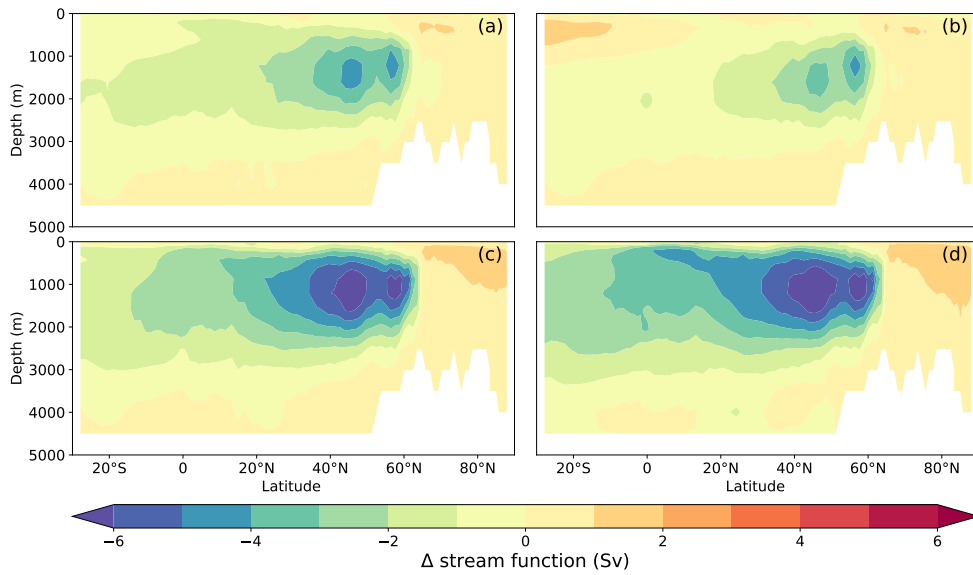 (a)
(b)
Depth (m)
0
1000
2000
3000
4000
5000
(c)
(d)
Depth (m)
0
1000
2000
3000
4000
5000
20°S 0 20°N 40°N 60°N 80°N
20°S 0 20°N 40°N 60°N 80°N
Latitude
Latitude
−6 −4 −2 0 2 4 6
Δ stream function (Sv)